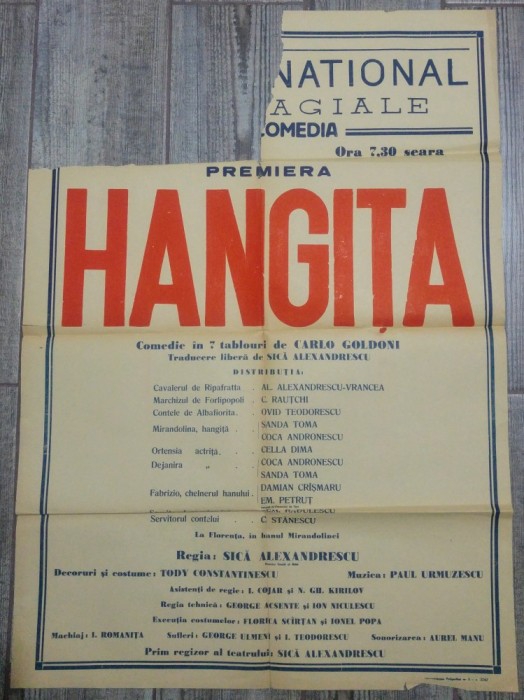 NATIONAL
AGIALE
OMEDIA
Ora 7,30 seara
PREMIERA
HANGIȚA
Comedie în 7 tablouri de CARLO GOLDONI
Traducere liberă de SICĂ ALEXANDRESCU
DISTRIBUȚIA:
Cavalerul de Ripafratta . AL. ALEXANDRESCU-VRANCEA
Marchizul de Forlipopoli . C. RAUȚCHI
Contele de Albafiorita. OVID TEODORESCU
Mirandolina, hangiță . . SANDA TOMA
COCA ANDRONESCU
Ortensia actriță, . . CELLA DIMA
Dejanira „ . . COCA ANDRONESCU
SANDA TOMA
Fabrizio, chelnerul hanului. DAMIAN CRÎȘMARU
EM. PETRUȚ
RĂDULESCU
Servitorul contelui . C. STĂNESCU
La Florența, în hanul Mirandolinei
Regia: SICĂ ALEXANDRESCU
Decoruri și costume: TODY CONSTANTINESCU Muzica: PAUL URMUZESCU
Asistenți de regie: I. COJAR și N. GH. KIRILOV
Regia tehnică: GEORGE ACSENTE și ION NICULESCU
Execuția costumelor: FLORICA SCÎRȚAN și IONEL POPA
Machiaj: I. ROMANIȚA Sufleri: GEORGE ULMENI și I. TEODORESCU Sonorizarea: AUREL MANU
Prim regizor al teatrului: SICĂ ALEXANDRESCU